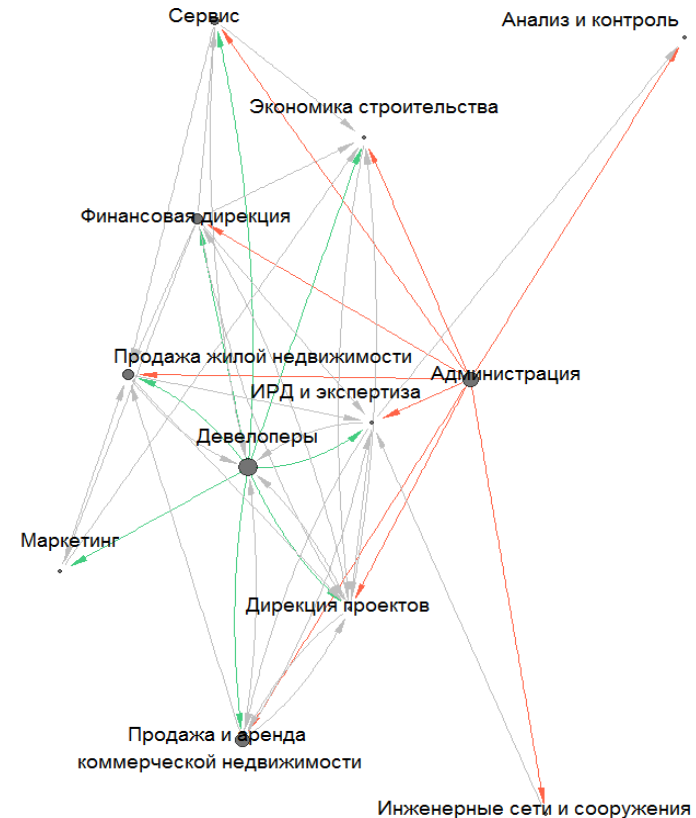 Сервис
Анализ и контроль
Экономика строительства
Финансовая дирекция
Продажа жилой недвижимости
Администрация
ИРД и экспертиза
Девелоперы
Маркетинг
Дирекция проектов
Продажа и аренда
коммерческой недвижимости
Инженерные сети и сооружения